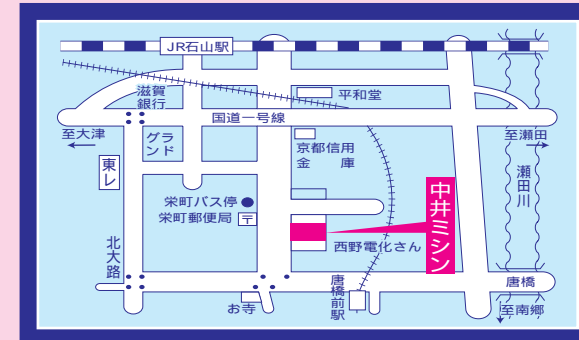 JR石山駅
滋賀
銀行
平和堂
国道一号線
至大津
グラ
ンド
京都信用
金庫
至瀬田
東レ
瀬田川
栄町バス停
栄町郵便局
〒
中井ミシン
西野電化さん
北大路
唐橋前駅
唐橋
お寺
至南郷